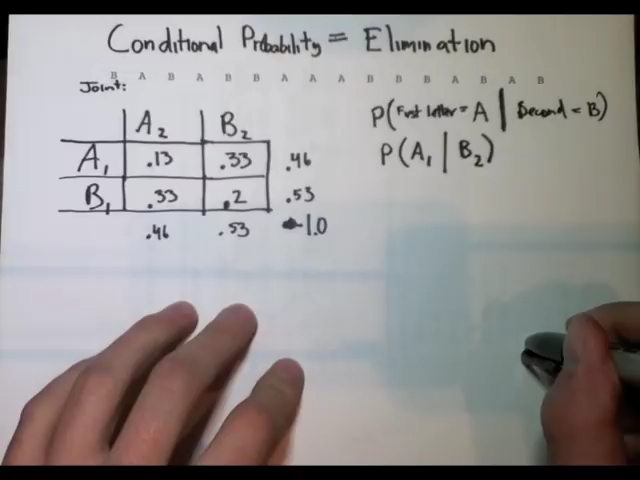 Conditional Probability = Elimination
B A B A B B A A A B B B A B A B
Joint:
P(First letter = A | Second = B)
A₂ B₂
P(A₁ | B₂)
A₁ .13 .33 .46
B₁ .33 .2 .53
.46 .53 1.0